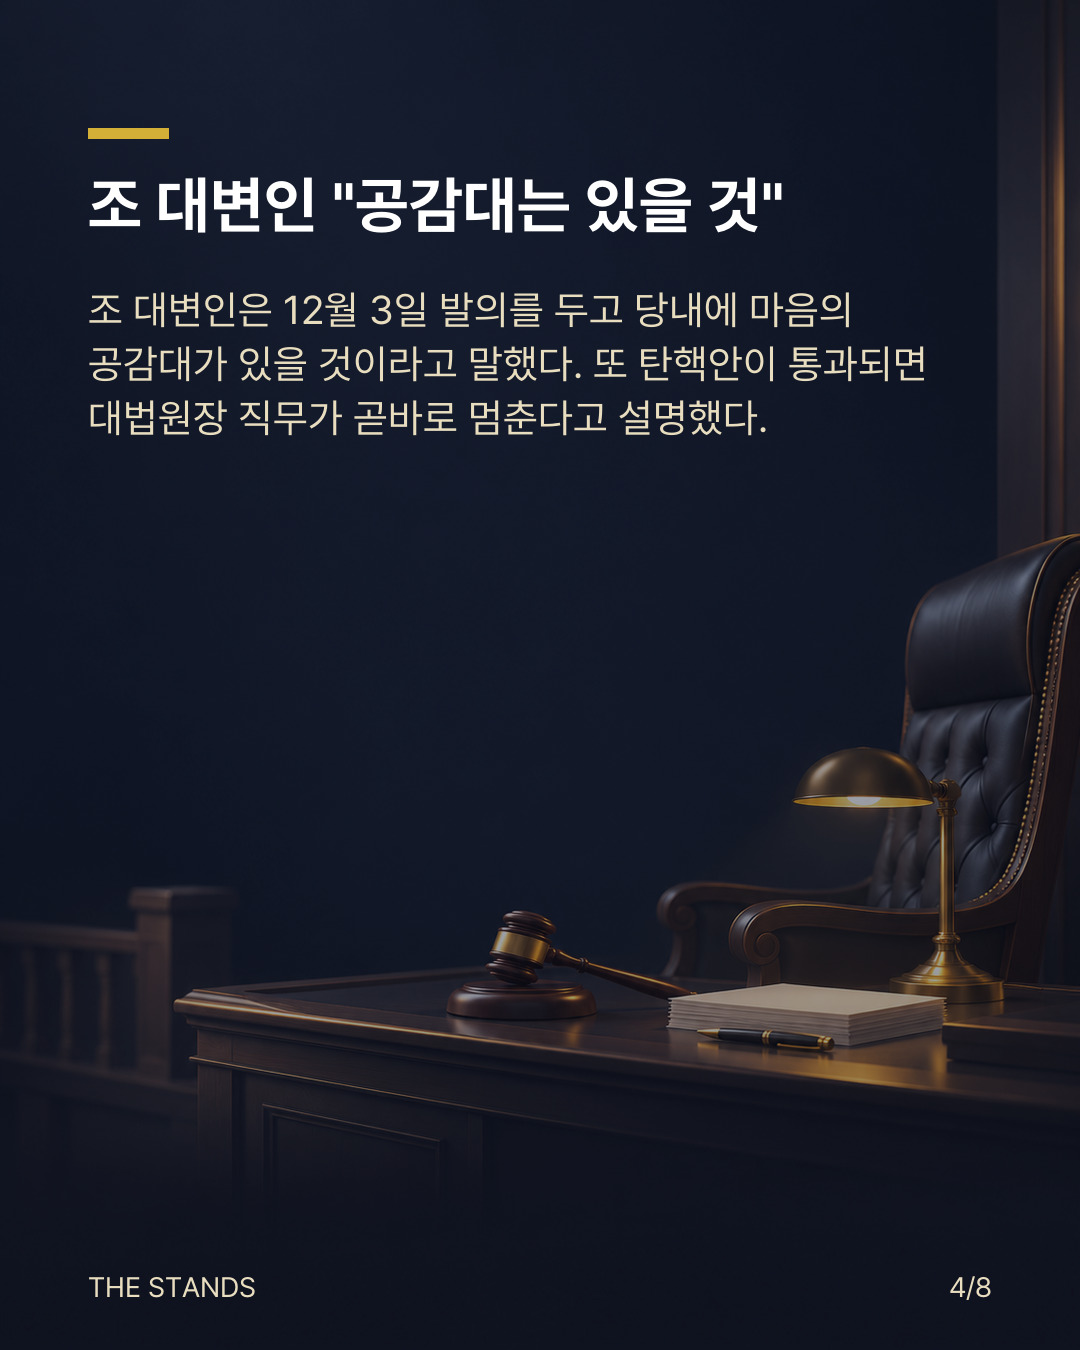 조 대변인 "공감대는 있을 것"
조 대변인은 12월 3일 발의를 두고 당내에 마음의
공감대가 있을 것이라고 말했다. 또 탄핵안이 통과되면
대법원장 직무가 곧바로 멈춘다고 설명했다.
THE STANDS
4/8